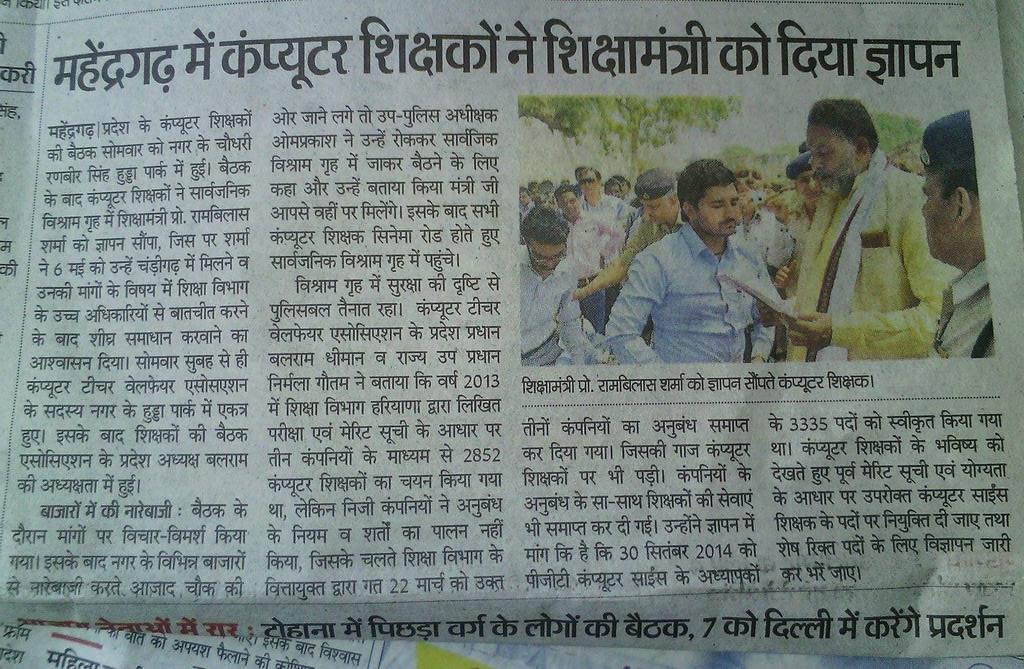 महेंद्रगढ़ में कंप्यूटर शिक्षकों ने शिक्षामंत्री को दिया ज्ञापन
महेंद्रगढ़|प्रदेश के कंप्यूटर शिक्षकों
की बैठक सोमवार को नगर के चौधरी
रणबीर सिंह हुड्डा पार्क में हुई। बैठक
के बाद कंप्यूटर शिक्षकों ने सार्वजनिक
विश्राम गृह में शिक्षामंत्री प्रो. रामबिलास
शर्मा को ज्ञापन सौंपा, जिस पर शर्मा
ने 6 मई को उन्हें चंड़ीगढ़ में मिलने व
उनकी मांगों के विषय में शिक्षा विभाग
के उच्च अधिकारियों से बातचीत करने
के बाद शीघ्र समाधान करवाने का
आश्वासन दिया। सोमवार सुबह से ही
कंप्यूटर टीचर वेलफेयर एसोसएशन
के सदस्य नगर के हुड्डा पार्क में एकत्र
हुए। इसके बाद शिक्षकों की बैठक
एसोसिएशन के प्रदेश अध्यक्ष बलराम
की अध्यक्षता में हुई।
बाजारों में की नारेबाजी : बैठक के
दौरान मांगों पर विचार-विमर्श किया
गया। इसके बाद नगर के विभिन्न बाजारों
से नारेबाजी करते आजाद चौक की
ओर जाने लगे तो उप-पुलिस अधीक्षक
ओमप्रकाश ने उन्हें रोककर सार्वजिक
विश्राम गृह में जाकर बैठने के लिए
कहा और उन्हें बताया किया मंत्री जी
आपसे वहीं पर मिलेंगे। इसके बाद सभी
कंप्यूटर शिक्षक सिनेमा रोड होते हुए
सार्वजनिक विश्राम गृह में पहुंचे।
विश्राम गृह में सुरक्षा की दृष्टि से
पुलिसबल तैनात रहा। कंप्यूटर टीचर
वेलफेयर एसोसिएशन के प्रदेश प्रधान
बलराम धीमान व राज्य उप प्रधान
निर्मला गौतम ने बताया कि वर्ष 2013
में शिक्षा विभाग हरियाणा द्वारा लिखित
परीक्षा एवं मेरिट सूची के आधार पर
तीन कंपनियों के माध्यम से 2852
कंप्यूटर शिक्षकों का चयन किया गया
था, लेकिन निजी कंपनियों ने अनुबंध
के नियम व शर्तों का पालन नहीं
किया, जिसके चलते शिक्षा विभाग के
वित्तायुक्त द्वारा गत 22 मार्च को उक्त
शिक्षामंत्री प्रो. रामबिलास शर्मा को ज्ञापन सौंपते कंप्यूटर शिक्षक।
तीनों कंपनियों का अनुबंध समाप्त
कर दिया गया। जिसकी गाज कंप्यूटर
शिक्षकों पर भी पड़ी। कंपनियों के
अनुबंध के सा-साथ शिक्षकों की सेवाएं
भी समाप्त कर दी गई। उन्होंने ज्ञापन में
मांग कि है कि 30 सितंबर 2014 को
पीजीटी कंप्यूटर साईंस के अध्यापकों
के 3335 पदों को स्वीकृत किया गया
था। कंप्यूटर शिक्षकों के भविष्य को
देखते हुए पूर्व मेरिट सूची एवं योग्यता
के आधार पर उपरोक्त कंप्यूटर साईंस
शिक्षक के पदों पर नियुक्ति दी जाए तथा
शेष रिक्त पदों के लिए विज्ञापन जारी
कर भरें जाए।
में रार : टोहाना में पिछड़ा वर्ग के लोगों की बैठक, 7 को दिल्ली में करेंगे प्रदर्शन
को अपयश फैलाने की
इसके बाद विश्वास